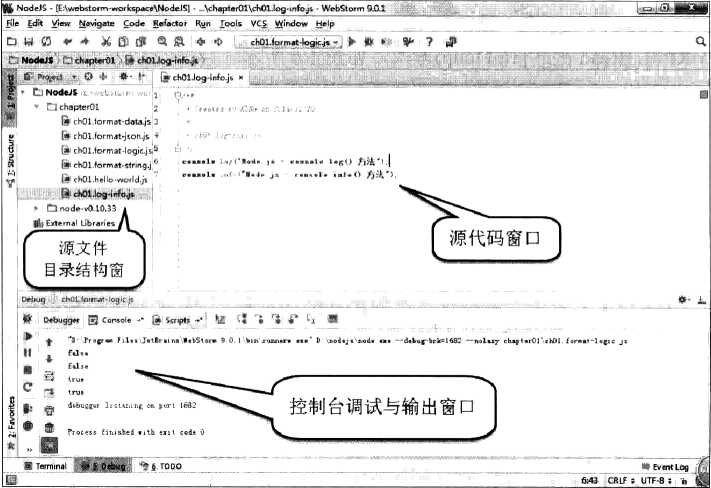 NodeJS - [E:\webstorm-workspace\NodeJS] - ...\chapter01\ch01.log-info.js - WebStorm 9.0.1
File Edit View Navigate Code Refactor Run Tools VCS Window Help
ch01.format-logic.js
NodeJS chapter01 ch01.log-info.js
Project
ch01.log-info.js ×
1: Project
NodeJS
chapter01
ch01.format-data.js
ch01.format-json.js
ch01.format-logic.js
ch01.format-string.j
ch01.hello-world.js
ch01.log-info.js
node-v0.10.33
External Libraries
1
2
3
4
5
6
7
console.log("Node.js - console.log() 方法");
console.info("Node.js - console.info() 方法");
Z: Structure
源代码窗口
源文件
目录结构窗
Debug ch01.format-logic.js
Debugger Console Scripts
"D:\Program Files\JetBrains\WebStorm 9.0.1\bin\runnerw.exe" D:\nodejs\node.exe --debug-brk=1682 --nolazy chapter01\ch01.format-logic.js
false
false
true
true
debugger listening on port 1682
Process finished with exit code 0
控制台调试与输出窗口
2: Favorites
Terminal 5: Debug 6: TODO
Event Log
6:43 CRLF UTF-8